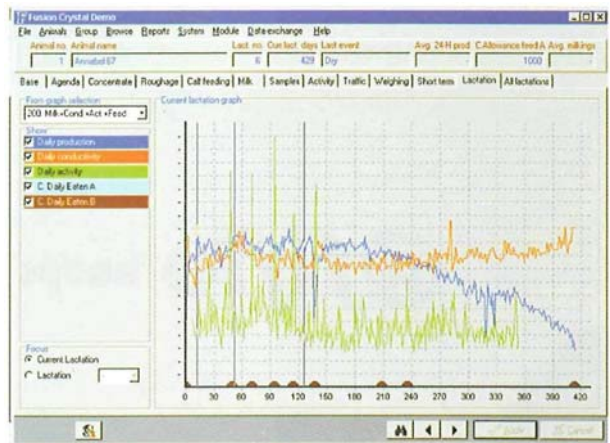 Fusion Crystal Demo
File Animals Group Browse Reports System Module Data exchange Help
Animal no. Animal name Lact. no. Curr.lact. days Last event Avg. 24-H prod C.Allowance feed A Avg. milkings
1 Annabel 67 6 429 Dry - 1000 -
Base Agenda Concentrate Roughage Calf feeding Milk Samples Activity Traffic Weighing Short term Lactation All lactations
From graph selection
200: Milk+Cond.+Act.+Feed
Show
Daily production
Daily conductivity
Daily activity
C. Daily Eaten A
C. Daily Eaten B
Current lactation graph
0 30 60 90 120 150 180 210 240 270 300 330 360 390 420
Focus
Current Lactation
Lactation
Apply Cancel